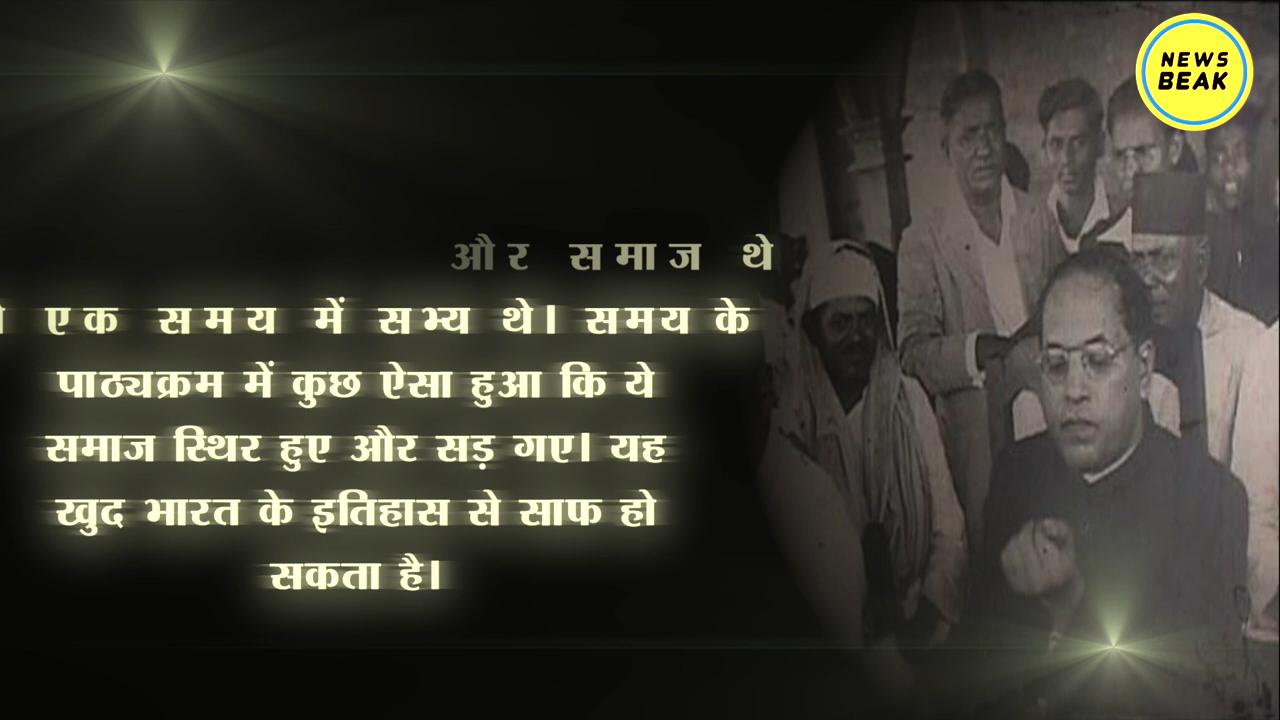 NEWS
BEAK
और समाज थे
एक समय में सभ्य थे। समय के
पाठ्यक्रम में कुछ ऐसा हुआ कि ये
समाज स्थिर हुए और सड़ गए। यह
खुद भारत के इतिहास से साफ हो
सकता है।